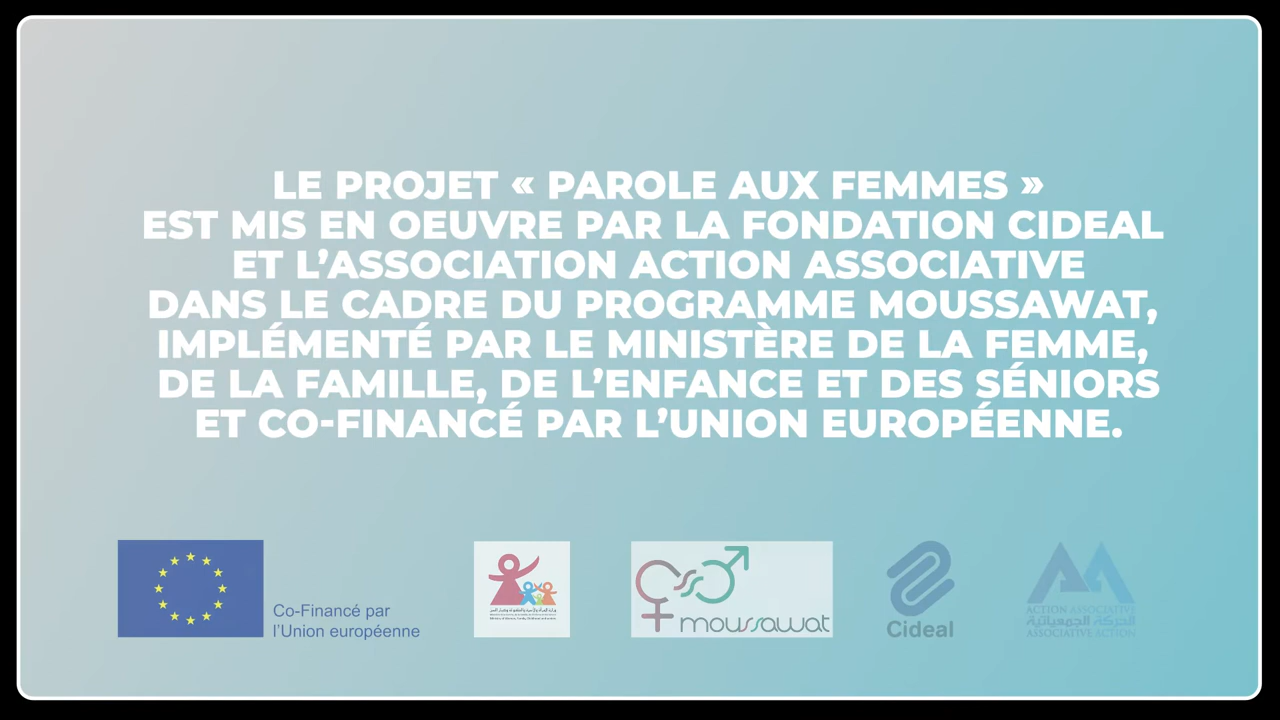 LE PROJET « PAROLE AUX FEMMES »
EST MIS EN OEUVRE PAR LA FONDATION CIDEAL
ET L’ASSOCIATION ACTION ASSOCIATIVE
DANS LE CADRE DU PROGRAMME MOUSSAWAT,
IMPLÉMENTÉ PAR LE MINISTÈRE DE LA FEMME,
DE LA FAMILLE, DE L’ENFANCE ET DES SÉNIORS
ET CO-FINANCÉ PAR L’UNION EUROPÉENNE.
Co-Financé par
l’Union européenne
moussawat
Cideal
ACTION ASSOCIATIVE
الحركة الجمعياتية
ASSOCIATIVE ACTION